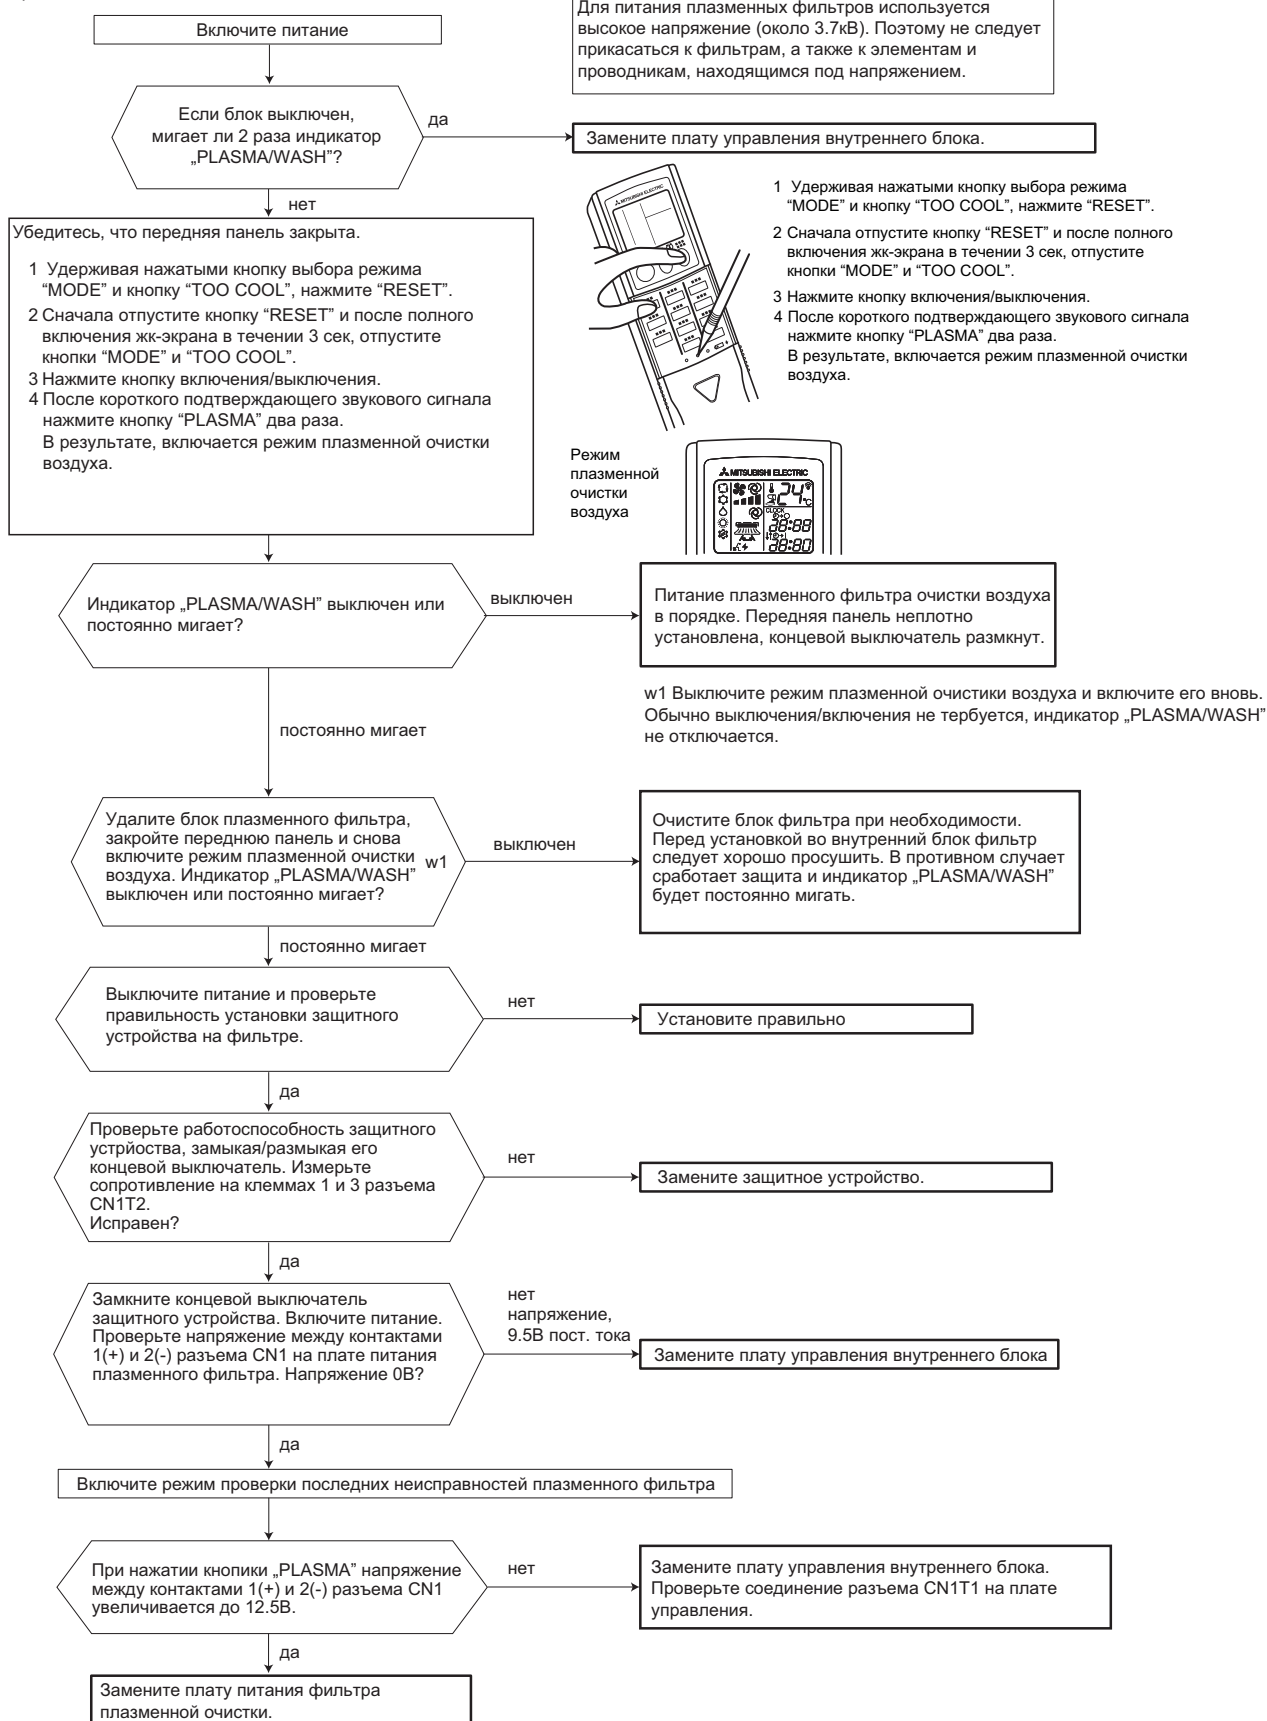 Для питания плазменных фильтров используется
высокое напряжение (около 3.7кВ). Поэтому не следует
прикасаться к фильтрам, а также к элементам и
проводникам, находящимся под напряжением.
Включите питание
Если блок выключен,
мигает ли 2 раза индикатор
„PLASMA/WASH"?
да
Замените плату управления внутреннего блока.
нет
Убедитесь, что передняя панель закрыта.
1 Удерживая нажатыми кнопку выбора режима
“MODE” и кнопку “TOO COOL”, нажмите “RESET”.
2 Сначала отпустите кнопку “RESET” и после полного
включения жк-экрана в течении 3 сек, отпустите
кнопки “MODE” и “TOO COOL”.
3 Нажмите кнопку включения/выключения.
4 После короткого подтверждающего звукового сигнала
нажмите кнопку “PLASMA” два раза.
В результате, включается режим плазменной очистки
воздуха.
MITSUBISHI ELECTRIC
1 Удерживая нажатыми кнопку выбора режима
“MODE” и кнопку “TOO COOL”, нажмите “RESET”.
2 Сначала отпустите кнопку “RESET” и после полного
включения жк-экрана в течении 3 сек, отпустите
кнопки “MODE” и “TOO COOL”.
3 Нажмите кнопку включения/выключения.
4 После короткого подтверждающего звукового сигнала
нажмите кнопку “PLASMA” два раза.
В результате, включается режим плазменной очистки
воздуха.
Режим
плазменной
очистки
воздуха
MITSUBISHI ELECTRIC
24°C
CLOCK
88:88
88:80
Индикатор „PLASMA/WASH" выключен или
постоянно мигает?
выключен
Питание плазменного фильтра очистки воздуха
в порядке. Передняя панель неплотно
установлена, концевой выключатель размкнут.
w1 Выключите режим плазменной очистики воздуха и включите его вновь.
Обычно выключения/включения не тербуется, индикатор „PLASMA/WASH"
не отключается.
постоянно мигает
Удалите блок плазменного фильтра,
закройте переднюю панель и снова
включите режим плазменной очистки w1
воздуха. Индикатор „PLASMA/WASH"
выключен или постоянно мигает?
выключен
Очистите блок фильтра при необходимости.
Перед установкой во внутренний блок фильтр
следует хорошо просушить. В противном случает
сработает защита и индикатор „PLASMA/WASH"
будет постоянно мигать.
постоянно мигает
Выключите питание и проверьте
правильность установки защитного
устройства на фильтре.
нет
Установите правильно
да
Проверьте работоспособность защитного
устрйоства, замыкая/размыкая его
концевой выключатель. Измерьте
сопротивление на клеммах 1 и 3 разъема
CN1T2.
Исправен?
нет
Замените защитное устройство.
да
Замкните концевой выключатель
защитного устройства. Включите питание.
Проверьте напряжение между контактами
1(+) и 2(-) разъема CN1 на плате питания
плазменного фильтра. Напряжение 0В?
нет
напряжение,
9.5В пост. тока
Замените плату управления внутреннего блока
да
Включите режим проверки последних неисправностей плазменного фильтра
При нажатии кнопики „PLASMA" напряжение
между контактами 1(+) и 2(-) разъема CN1
увеличивается до 12.5В.
нет
Замените плату управления внутреннего блока.
Проверьте соединение разъема CN1T1 на плате
управления.
да
Замените плату питания фильтра
плазменной очистки.